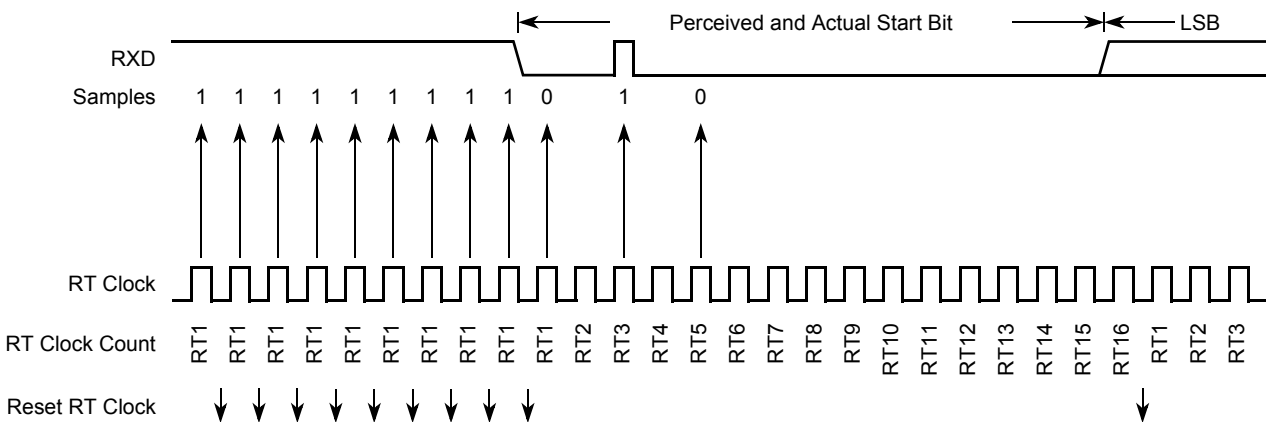 Perceived and Actual Start Bit
LSB
RXD
Samples 1 1 1 1 1 1 1 1 1 0 1 0
RT Clock
RT Clock Count RT1 RT1 RT1 RT1 RT1 RT1 RT1 RT1 RT1 RT1 RT2 RT3 RT4 RT5 RT6 RT7 RT8 RT9 RT10 RT11 RT12 RT13 RT14 RT15 RT16 RT1 RT2 RT3
Reset RT Clock